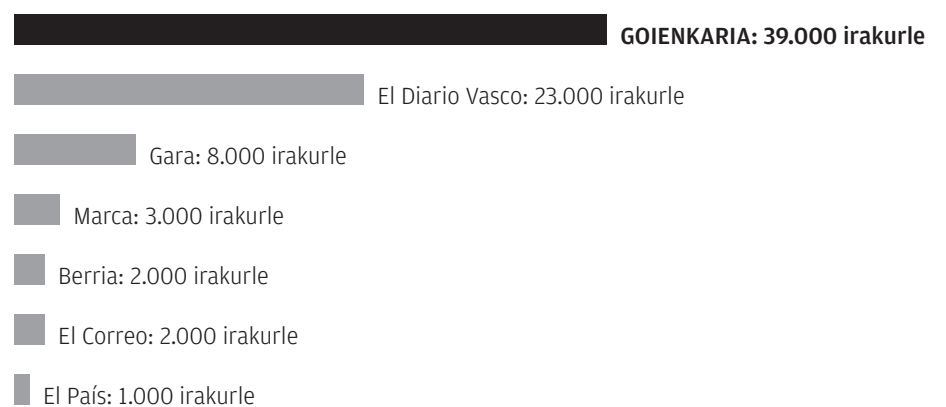 GOIENKARIA: 39.000 irakurle
El Diario Vasco: 23.000 irakurle
Gara: 8.000 irakurle
Marca: 3.000 irakurle
Berria: 2.000 irakurle
El Correo: 2.000 irakurle
El País: 1.000 irakurle